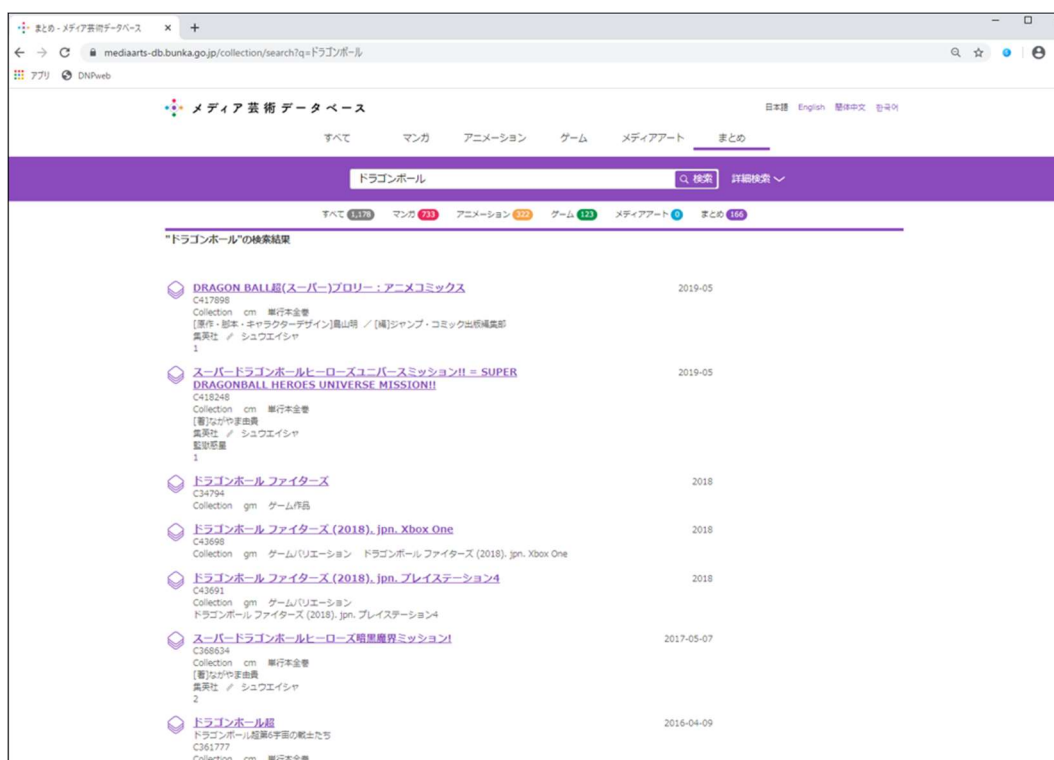 まとめ - メディア芸術データベース
mediaarts-db.bunka.go.jp/collection/search?q=ドラゴンボール
アプリ DNPweb
メディア芸術データベース 日本語 English 簡体中文 한국어
すべて マンガ アニメーション ゲーム メディアアート まとめ
ドラゴンボール 検索 詳細検索
すべて 1,178 マンガ 733 アニメーション 322 ゲーム 123 メディアアート 0 まとめ 166
"ドラゴンボール"の検索結果
DRAGON BALL超(スーパー)ブロリー : アニメコミックス 2019-05
C417898
Collection cm 単行本全巻
[原作・脚本・キャラクターデザイン]鳥山明 ／ [編]ジャンプ・コミック出版編集部
集英社 ∥ シュウエイシャ
1
スーパードラゴンボールヒーローズユニバースミッション!! = SUPER 2019-05
DRAGONBALL HEROES UNIVERSE MISSION!!
C418248
Collection cm 単行本全巻
[著]ながやま由貴
集英社 ∥ シュウエイシャ
監獄惑星
1
ドラゴンボール ファイターズ 2018
C34794
Collection gm ゲーム作品
ドラゴンボール ファイターズ (2018). jpn. Xbox One 2018
C43698
Collection gm ゲームバリエーション ドラゴンボール ファイターズ (2018). jpn. Xbox One
ドラゴンボール ファイターズ (2018). jpn. プレイステーション4 2018
C43691
Collection gm ゲームバリエーション
ドラゴンボール ファイターズ (2018). jpn. プレイステーション4
スーパードラゴンボールヒーローズ暗黒魔界ミッション! 2017-05-07
C368634
Collection cm 単行本全巻
[著]ながやま由貴
集英社 ∥ シュウエイシャ
2
ドラゴンボール超 2016-04-09
ドラゴンボール超第6宇宙の戦士たち
C361777
Collection cm 単行本全巻